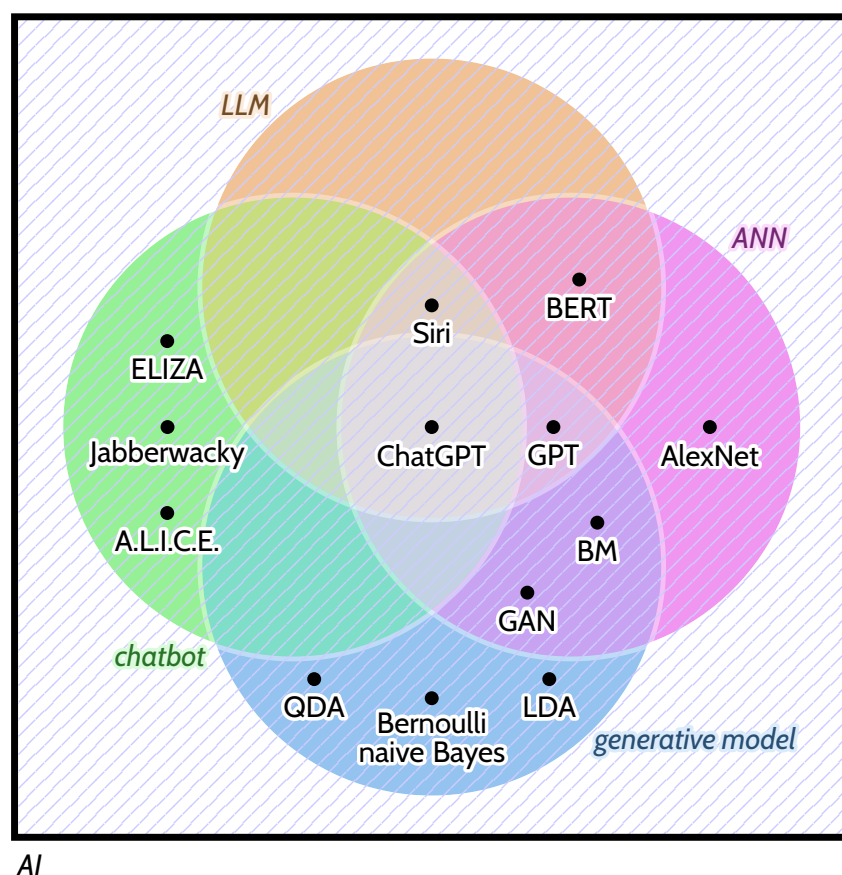 LLM
ANN
BERT
Siri
ELIZA
Jabberwacky
ChatGPT
GPT
AlexNet
A.L.I.C.E.
BM
GAN
chatbot
QDA
Bernoulli
naive Bayes
LDA
generative model
AI